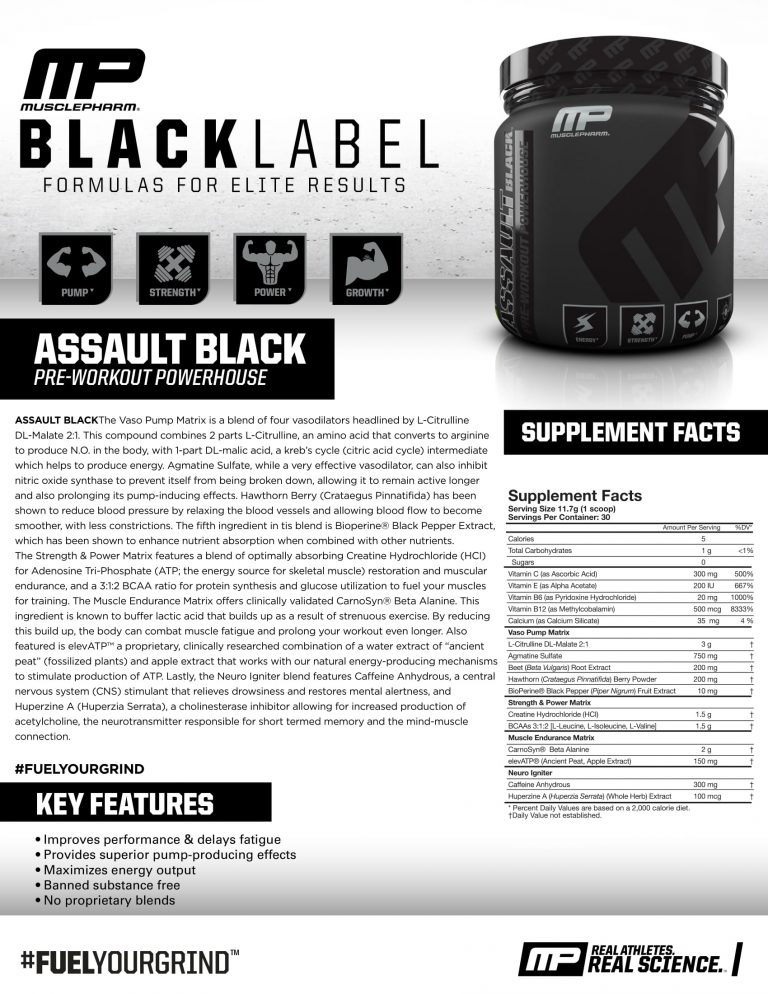 MP
MUSCLEPHARM®
BLACKLABEL
FORMULAS FOR ELITE RESULTS
PUMP
STRENGTH
POWER
GROWTH
MP
MUSCLEPHARM®
ASSAULT BLACK
PRE-WORKOUT POWERHOUSE
ENERGY
STRENGTH
PUMP
ASSAULT BLACK
PRE-WORKOUT POWERHOUSE
ASSAULT BLACKThe Vaso Pump Matrix is a blend of four vasodilators headlined by L-Citrulline
DL-Malate 2:1. This compound combines 2 parts L-Citrulline, an amino acid that converts to arginine
to produce N.O. in the body, with 1-part DL-malic acid, a kreb's cycle (citric acid cycle) intermediate
which helps to produce energy. Agmatine Sulfate, while a very effective vasodilator, can also inhibit
nitric oxide synthase to prevent itself from being broken down, allowing it to remain active longer
and also prolonging its pump-inducing effects. Hawthorn Berry (Crataegus Pinnatifida) has been
shown to reduce blood pressure by relaxing the blood vessels and allowing blood flow to become
smoother, with less constrictions. The fifth ingredient in tis blend is Bioperine® Black Pepper Extract,
which has been shown to enhance nutrient absorption when combined with other nutrients.
The Strength & Power Matrix features a blend of optimally absorbing Creatine Hydrochloride (HCI)
for Adenosine Tri-Phosphate (ATP; the energy source for skeletal muscle) restoration and muscular
endurance, and a 3:1:2 BCAA ratio for protein synthesis and glucose utilization to fuel your muscles
for training. The Muscle Endurance Matrix offers clinically validated CarnoSyn® Beta Alanine. This
ingredient is known to buffer lactic acid that builds up as a result of strenuous exercise. By reducing
this build up, the body can combat muscle fatigue and prolong your workout even longer. Also
featured is elevATP™ a proprietary, clinically researched combination of a water extract of "ancient
peat" (fossilized plants) and apple extract that works with our natural energy-producing mechanisms
to stimulate production of ATP. Lastly, the Neuro Igniter blend features Caffeine Anhydrous, a central
nervous system (CNS) stimulant that relieves drowsiness and restores mental alertness, and
Huperzine A (Huperzia Serrata), a cholinesterase inhibitor allowing for increased production of
acetylcholine, the neurotransmitter responsible for short termed memory and the mind-muscle
connection.
#FUELYOURGRIND
KEY FEATURES
• Improves performance & delays fatigue
• Provides superior pump-producing effects
• Maximizes energy output
• Banned substance free
• No proprietary blends
SUPPLEMENT FACTS
Supplement Facts
Serving Size 11.7g (1 scoop)
Servings Per Container: 30
Amount Per Serving %DV*
Calories 5
Total Carbohydrates 1 g <1%
Sugars 0
Vitamin C (as Ascorbic Acid) 300 mg 500%
Vitamin E (as Alpha Acetate) 200 IU 667%
Vitamin B6 (as Pyridoxine Hydrochloride) 20 mg 1000%
Vitamin B12 (as Methylcobalamin) 500 mcg 8333%
Calcium (as Calcium Silicate) 35 mg 4 %
Vaso Pump Matrix
L-Citrulline DL-Malate 2:1 3 g †
Agmatine Sulfate 750 mg †
Beet (Beta Vulgaris) Root Extract 200 mg †
Hawthorn (Crataegus Pinnatifida) Berry Powder 200 mg †
BioPerine® Black Pepper (Piper Nigrum) Fruit Extract 10 mg †
Strength & Power Matrix
Creatine Hydrochloride (HCI) 1.5 g †
BCAAs 3:1:2 [L-Leucine, L-Isoleucine, L-Valine] 1.5 g †
Muscle Endurance Matrix
CarnoSyn® Beta Alanine 2 g †
elevATP® (Ancient Peat, Apple Extract) 150 mg †
Neuro Igniter
Caffeine Anhydrous 300 mg †
Huperzine A (Huperzia Serrata) (Whole Herb) Extract 100 mcg †
* Percent Daily Values are based on a 2,000 calorie diet.
†Daily Value not established.
#FUELYOURGRIND™
MP
REAL ATHLETES.
REAL SCIENCE.